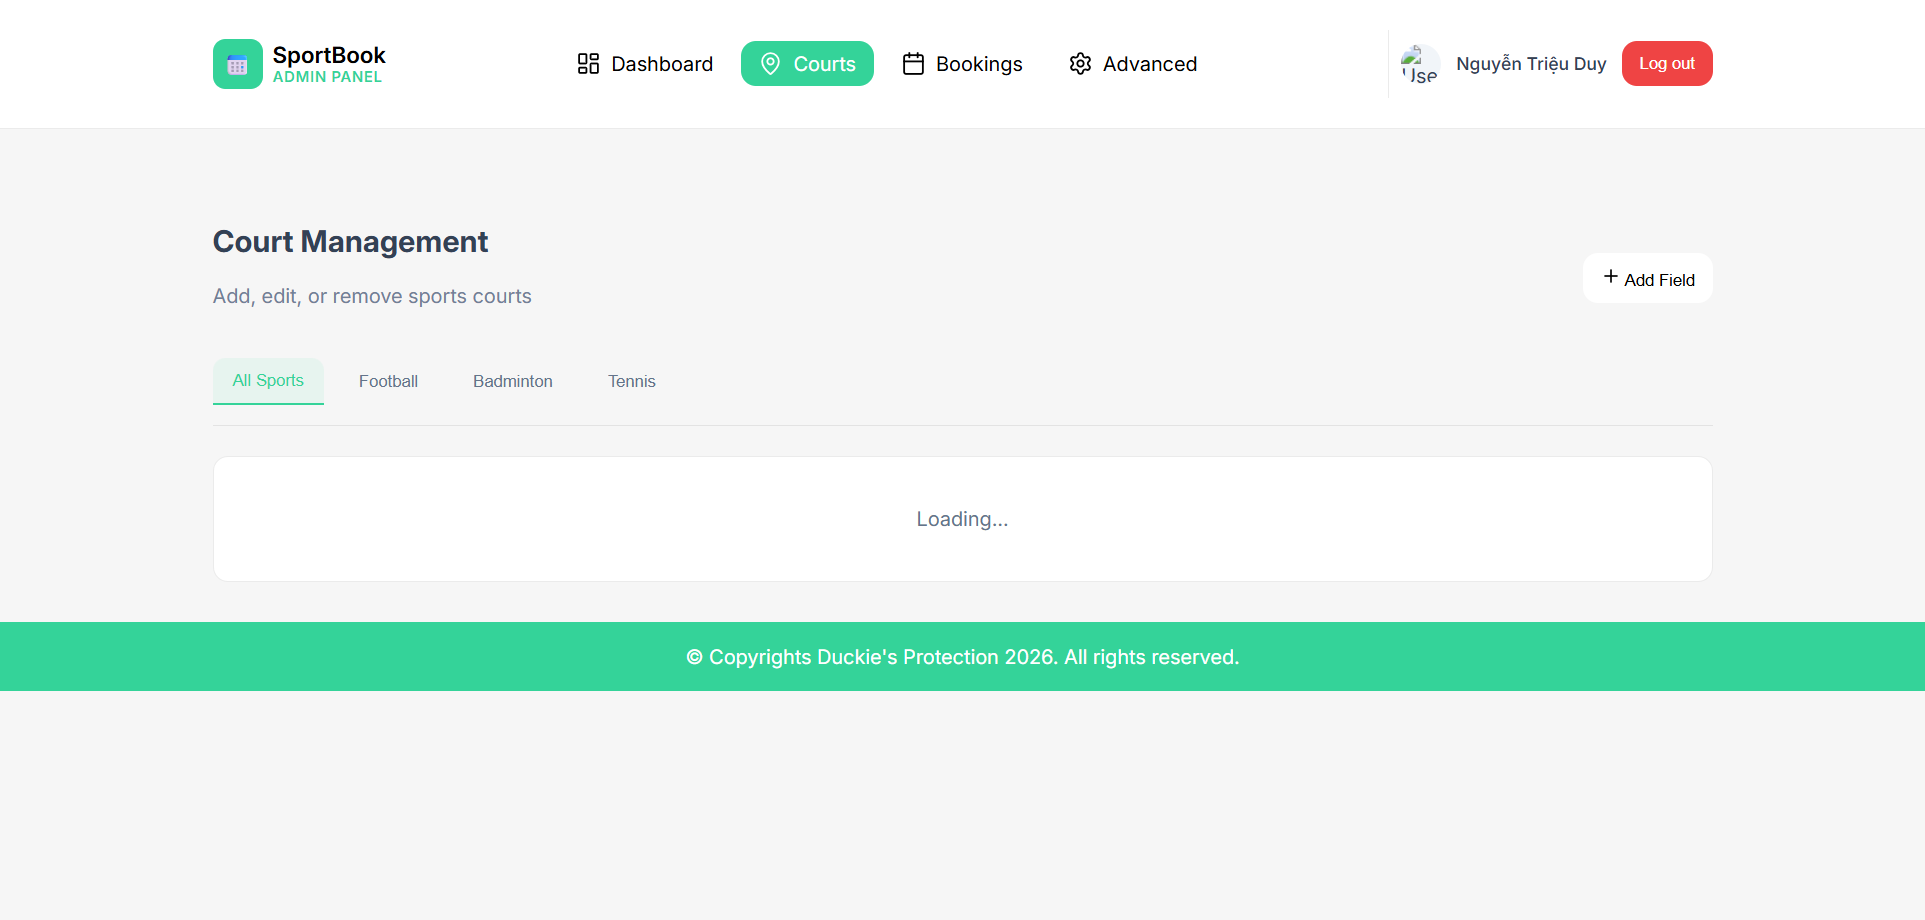 SportBook
ADMIN PANEL
Dashboard
Courts
Bookings
Advanced
Use
Nguyễn Triệu Duy
Log out
Court Management
Add, edit, or remove sports courts
+ Add Field
All Sports
Football
Badminton
Tennis
Loading...
© Copyrights Duckie's Protection 2026. All rights reserved.